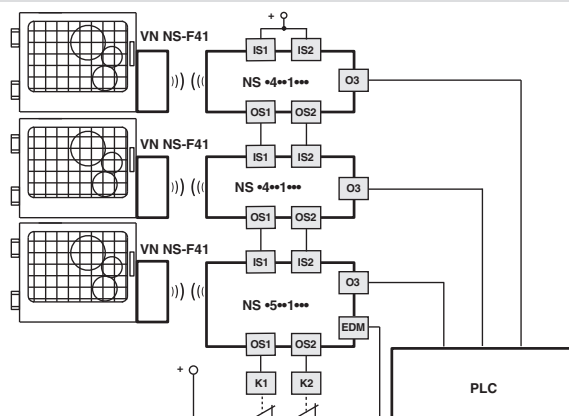 +
VN NS-F41
IS1 IS2
NS •4••1•••
O3
OS1 OS2
VN NS-F41
IS1 IS2
NS •4••1•••
O3
OS1 OS2
VN NS-F41
IS1 IS2
O3
NS •5••1•••
EDM
OS1 OS2
+
K1 K2
PLC